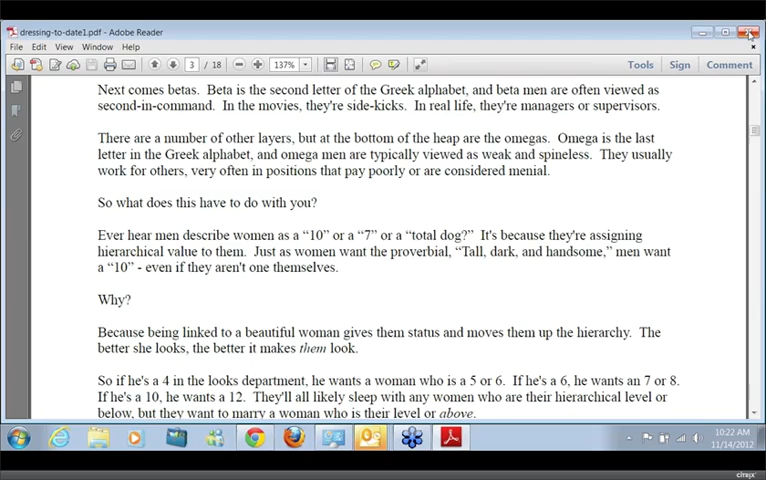 dressing-to-date1.pdf - Adobe Reader
File Edit View Window Help
3 / 18 137% Tools Sign Comment
Next comes betas. Beta is the second letter of the Greek alphabet, and beta men are often viewed as
second-in-command. In the movies, they're side-kicks. In real life, they're managers or supervisors.
There are a number of other layers, but at the bottom of the heap are the omegas. Omega is the last
letter in the Greek alphabet, and omega men are typically viewed as weak and spineless. They usually
work for others, very often in positions that pay poorly or are considered menial.
So what does this have to do with you?
Ever hear men describe women as a “10” or a “7” or a “total dog?” It's because they're assigning
hierarchical value to them. Just as women want the proverbial, “Tall, dark, and handsome,” men want
a “10” - even if they aren't one themselves.
Why?
Because being linked to a beautiful woman gives them status and moves them up the hierarchy. The
better she looks, the better it makes them look.
So if he's a 4 in the looks department, he wants a woman who is a 5 or 6. If he's a 6, he wants an 7 or 8.
If he's a 10, he wants a 12. They'll all likely sleep with any women who are their hierarchical level or
below, but they want to marry a woman who is their level or above.
10:22 AM
11/14/2012
citrix